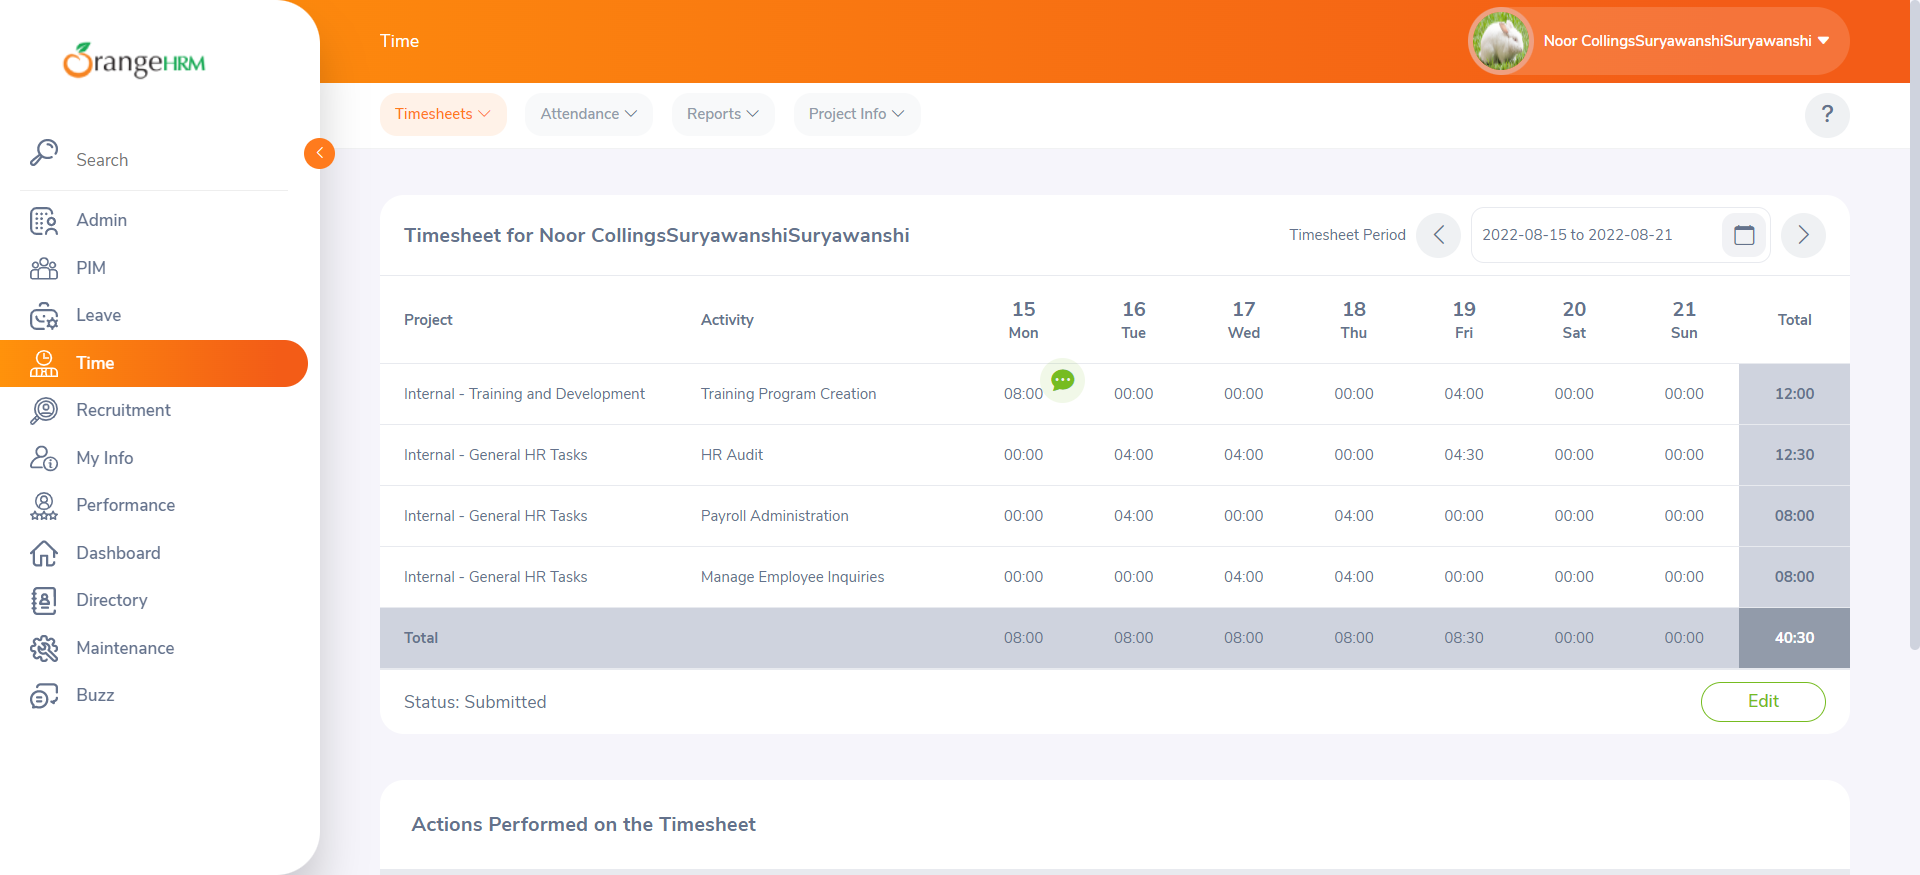 OrangeHRM
Time
Noor CollingsSuryawanshiSuryawanshi
Timesheets
Attendance
Reports
Project Info
?
Search
Admin
PIM
Leave
Time
Recruitment
My Info
Performance
Dashboard
Directory
Maintenance
Buzz
Timesheet for Noor CollingsSuryawanshiSuryawanshi
Timesheet Period
2022-08-15 to 2022-08-21
Project Activity 15 Mon 16 Tue 17 Wed 18 Thu 19 Fri 20 Sat 21 Sun Total
Internal - Training and Development Training Program Creation 08:00 00:00 00:00 00:00 04:00 00:00 00:00 12:00
Internal - General HR Tasks HR Audit 00:00 04:00 04:00 00:00 04:30 00:00 00:00 12:30
Internal - General HR Tasks Payroll Administration 00:00 04:00 00:00 04:00 00:00 00:00 00:00 08:00
Internal - General HR Tasks Manage Employee Inquiries 00:00 00:00 04:00 04:00 00:00 00:00 00:00 08:00
Total 08:00 08:00 08:00 08:00 08:30 00:00 00:00 40:30
Status: Submitted
Edit
Actions Performed on the Timesheet